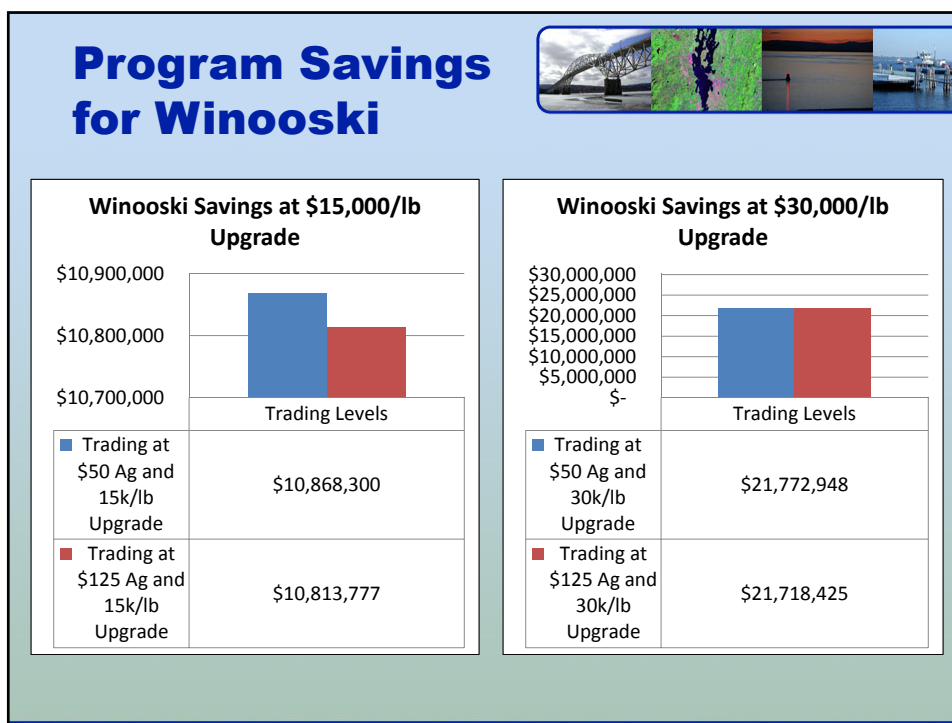 Program Savings
for Winooski
Winooski Savings at $15,000/lb
Upgrade
$10,900,000
$10,800,000
$10,700,000
Trading Levels
Trading at
$50 Ag and
15k/lb
Upgrade
$10,868,300
Trading at
$125 Ag and
15k/lb
Upgrade
$10,813,777
Winooski Savings at $30,000/lb
Upgrade
$30,000,000
$25,000,000
$20,000,000
$15,000,000
$10,000,000
$5,000,000
$-
Trading Levels
Trading at
$50 Ag and
30k/lb
Upgrade
$21,772,948
Trading at
$125 Ag and
30k/lb
Upgrade
$21,718,425